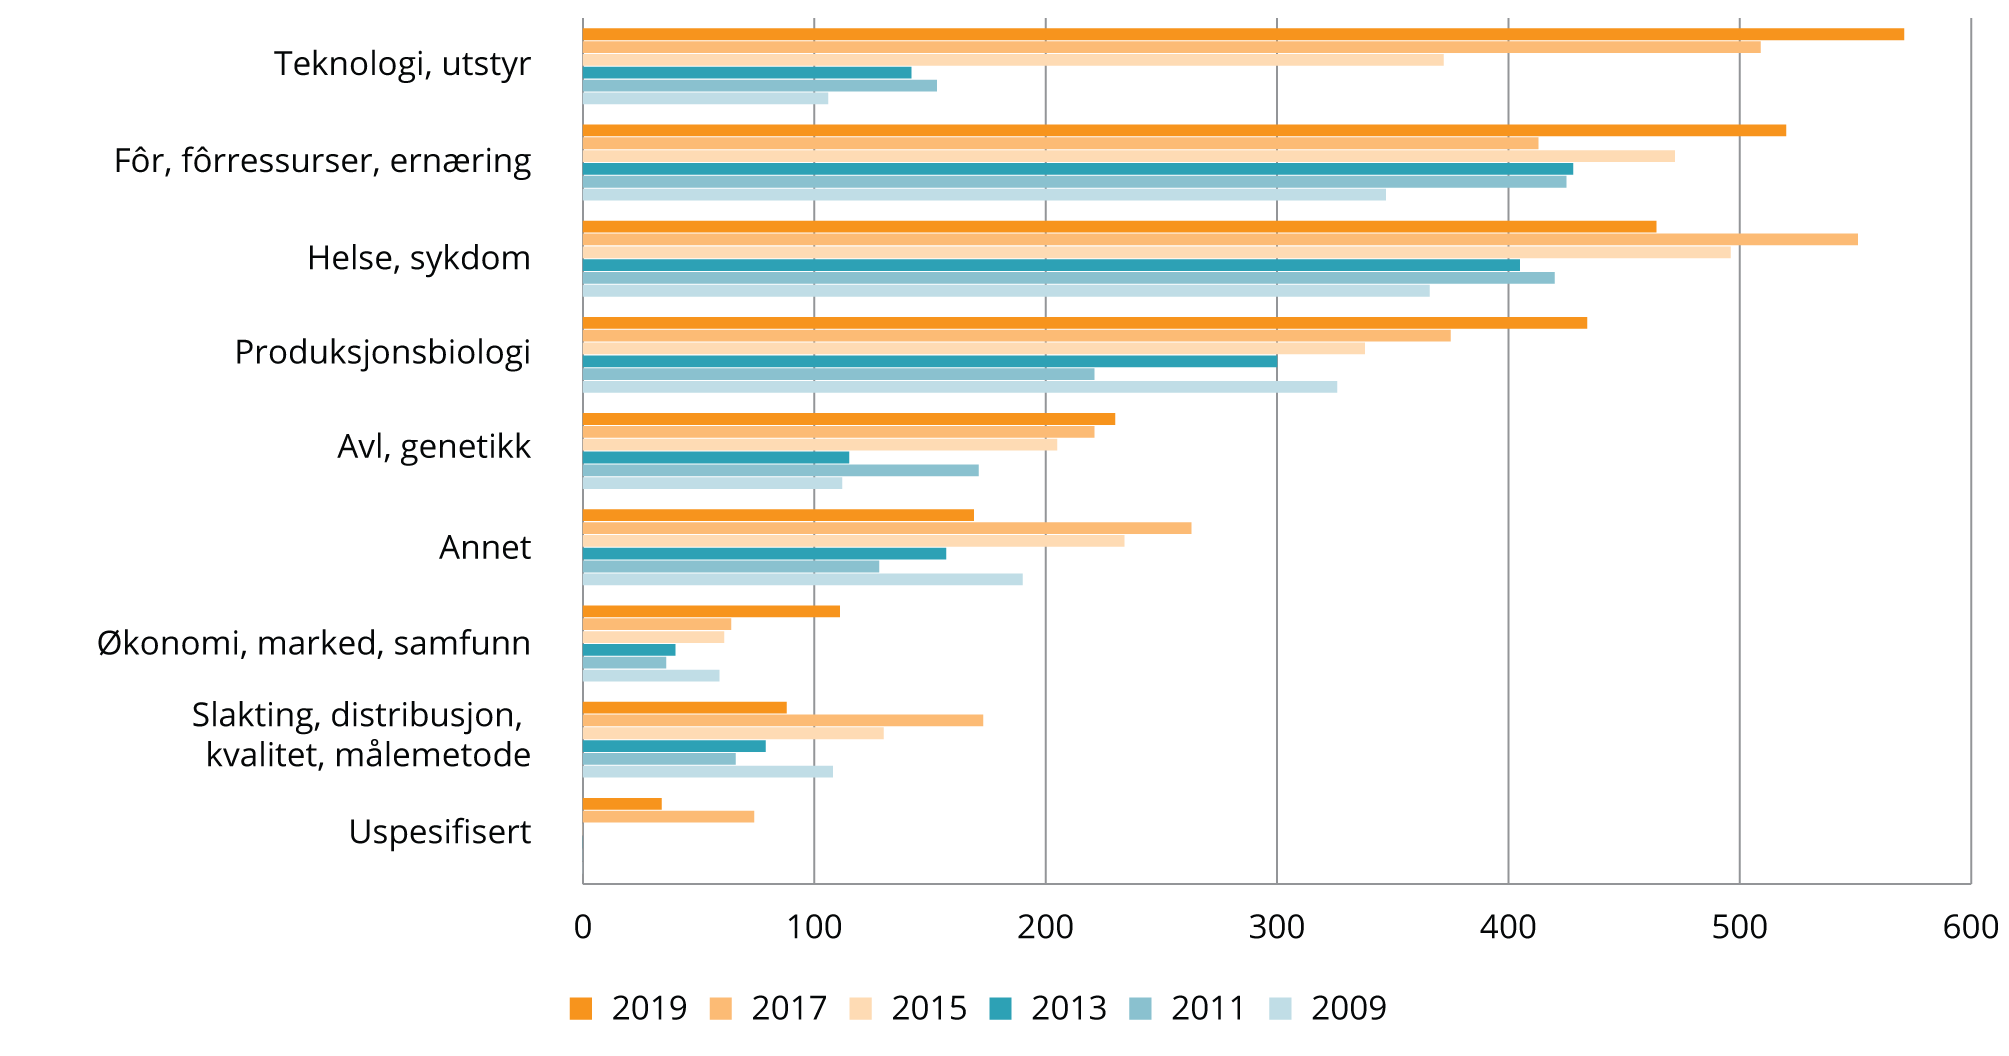 Teknologi, utstyr
Fôr, fôrressurser, ernæring
Helse, sykdom
Produksjonsbiologi
Avl, genetikk
Annet
Økonomi, marked, samfunn
Slakting, distribusjon,
kvalitet, målemetode
Uspesifisert
0 100 200 300 400 500 600
2019 2017 2015 2013 2011 2009